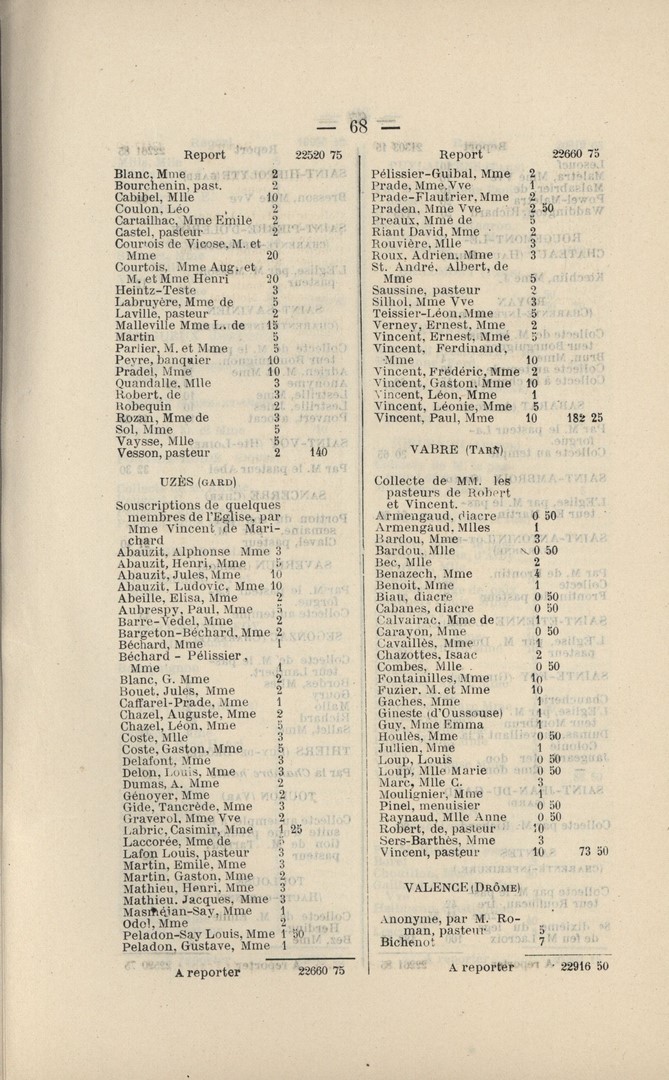 — 68 —
Report 22520 75
Blanc, Mme 2
Bourchenin, past. 2
Cabibel, Mlle 10
Coulon, Léo 2
Cartailhac, Mme Emile 2
Castel, pasteur 2
Courtois de Vicose, M. et
Mme 20
Courtois, Mme Aug. et
M. et Mme Henri 20
Heintz-Teste 3
Labruyère, Mme de 5
Laville, pasteur 2
Malleville Mme L. de 15
Martin 5
Parlier, M. et Mme 5
Peyre, banquier 10
Pradel, Mme 10
Quandalle, Mlle 3
Robert, de 3
Robequin 2
Rozan, Mme de 3
Sol, Mme 5
Vaysse, Mlle 5
Vesson, pasteur 2 140
UZÈS (GARD)
Souscriptions de quelques
membres de l'Eglise, par
Mme Vincent de Mari-
chard
Abauzit, Alphonse Mme 3
Abauzit, Henri, Mme 5
Abauzit, Jules, Mme 10
Abauzit, Ludovic, Mme 10
Abeille, Elisa, Mme 2
Aubrespy, Paul, Mme 5
Barre-Vedel, Mme 2
Bargeton-Béchard, Mme 2
Béchard, Mme 1
Béchard - Pélissier,
Mme 1
Blanc, G. Mme 2
Bouet, Jules, Mme 2
Caffarel-Prade, Mme 1
Chazel, Auguste, Mme 2
Chazel, Léon, Mme 5
Coste, Mlle 3
Coste, Gaston, Mme 5
Delafont, Mme 3
Delon, Louis, Mme 3
Dumas, A. Mme 2
Génoyer, Mme 2
Gide, Tancrède, Mme 3
Graverol, Mme Vve 2
Labric, Casimir, Mme 1 25
Laccorée, Mme de 5
Lafon Louis, pasteur 3
Martin, Emile, Mme 3
Martin, Gaston, Mme 2
Mathieu, Henri, Mme 3
Mathieu, Jacques, Mme 3
Masméjan-Say, Mme 1
Odol, Mme 2
Peladon-Say Louis, Mme 1 50
Peladon, Gustave, Mme 1
A reporter 22660 75
Report 22660 75
Pélissier-Guibal, Mme 2
Prade, Mme Vve 1
Prade-Flautrier, Mme 2
Praden, Mme Vve 2 50
Preaux, Mme de 5
Riant David, Mme 2
Rouvière, Mlle 3
Roux, Adrien, Mme 3
St. André, Albert, de
Mme 5
Saussine, pasteur 2
Silhol, Mme Vve 3
Teissier-Léon, Mme 5
Verney, Ernest, Mme 2
Vincent, Ernest, Mme 5
Vincent, Ferdinand,
Mme 10
Vincent, Frédéric, Mme 2
Vincent, Gaston, Mme 10
Vincent, Léon, Mme 1
Vincent, Léonie, Mme 5
Vincent, Paul, Mme 10 182 25
VABRE (TARN)
Collecte de MM. les
pasteurs de Robert
et Vincent.
Armengaud, diacre 0 50
Armengaud, Mlles 1
Bardou, Mme 3
Bardou, Mlle 0 50
Bec, Mlle 2
Benazech, Mme 4
Benoit, Mme 1
Biau, diacre 0 50
Cabanes, diacre 0 50
Calvairac, Mme de 1
Carayon, Mme 0 50
Cavaillès, Mme 1
Chazottes, Isaac 2
Combes, Mlle 0 50
Fontainilles, Mme 10
Fuzier, M. et Mme 10
Gaches, Mme 1
Gineste (d'Oussouse) 1
Guy, Mme Emma 1
Houlès, Mme 0 50
Jullien, Mme 1
Loup, Louis 0 50
Loup, Mlle Marie 0 50
Marc, Mlle C. 3
Moulignier, Mme 1
Pinel, menuisier 0 50
Raynaud, Mlle Anne 0 50
Robert, de, pasteur 10
Sers-Barthès, Mme 3
Vincent, pasteur 10 73 50
VALENCE (DRÔME)
Anonyme, par M. Ro-
man, pasteur 5
Bichenot 7
A reporter 22916 50